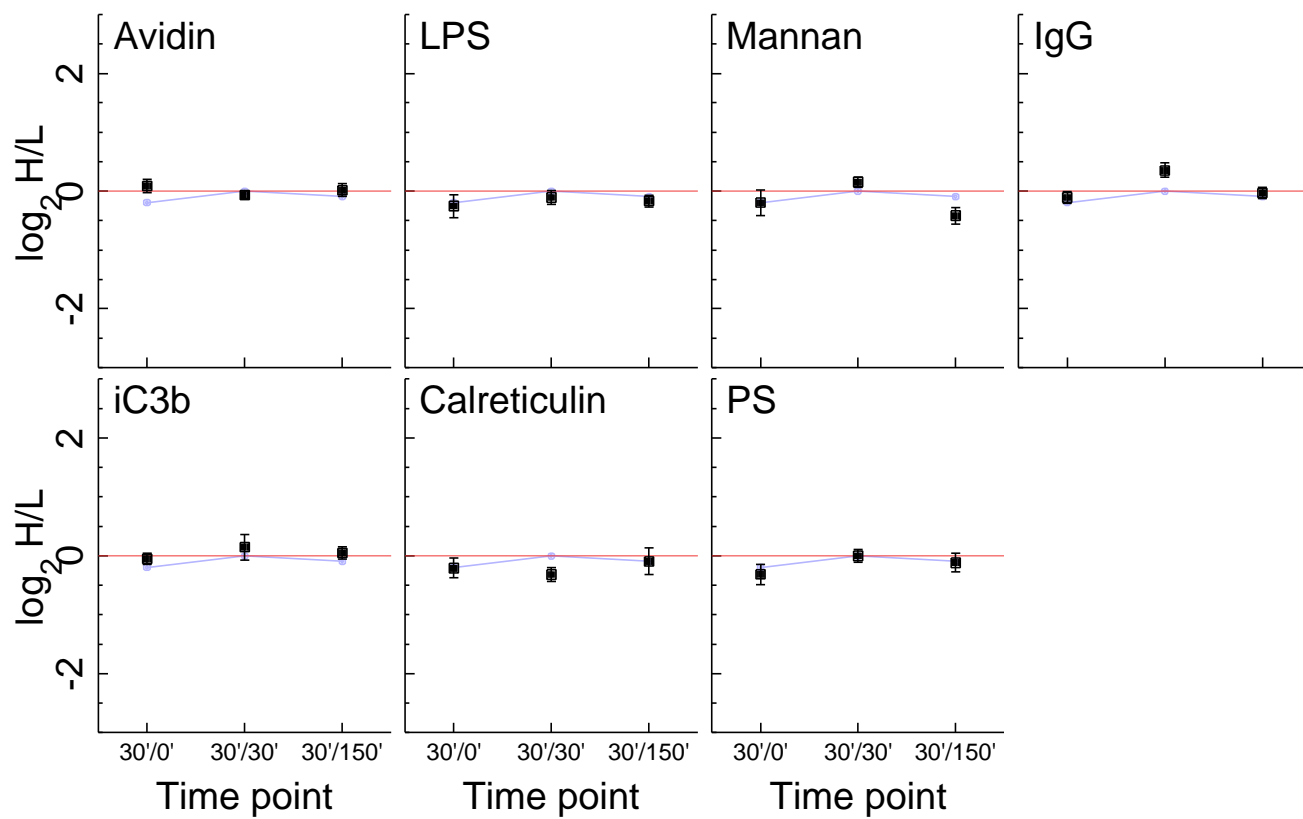 Avidin LPS Mannan IgG
2
0
-2
log2 H/L
iC3b Calreticulin PS
2
0
-2
log2 H/L
30'/0' 30'/30' 30'/150' 30'/0' 30'/30' 30'/150' 30'/0' 30'/30' 30'/150'
Time point Time point Time point